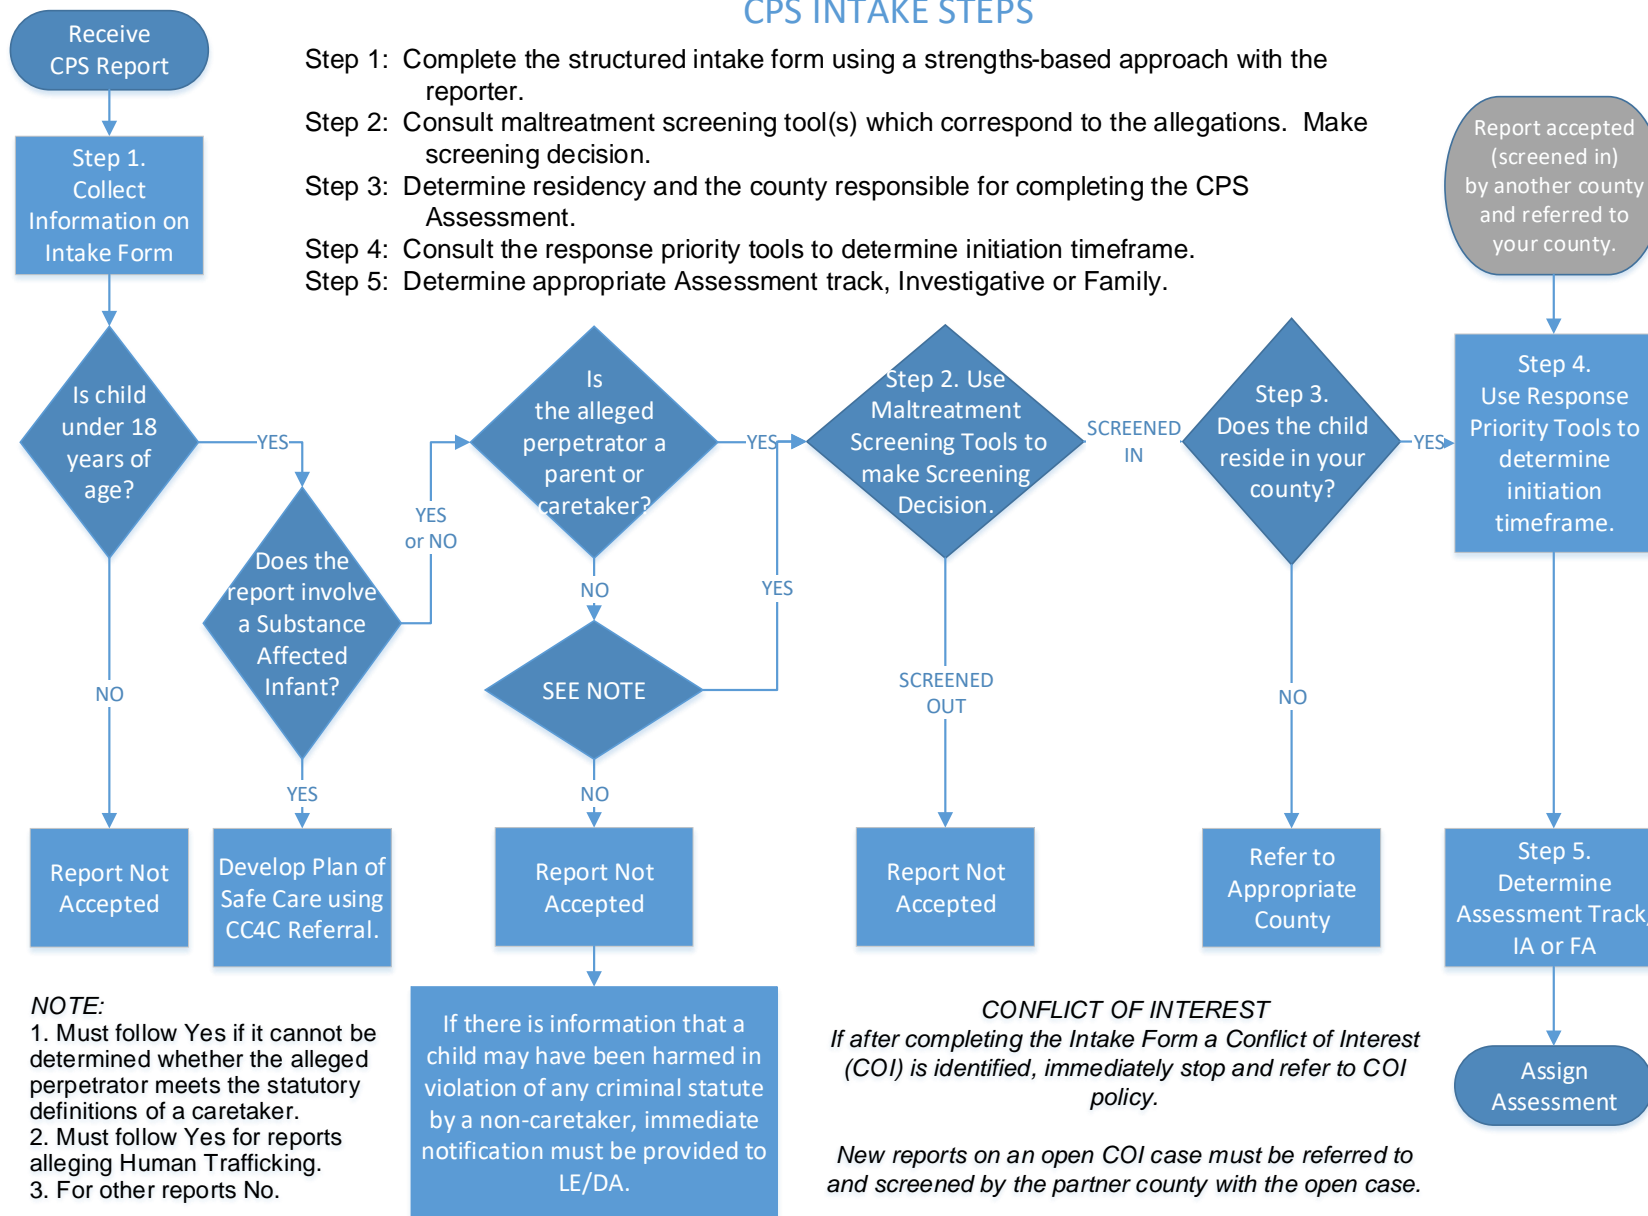 CPS INTAKE STEPS
Receive
CPS Report
Step 1: Complete the structured intake form using a strengths-based approach with the
reporter.
Step 2: Consult maltreatment screening tool(s) which correspond to the allegations. Make
screening decision.
Step 3: Determine residency and the county responsible for completing the CPS
Assessment.
Step 4: Consult the response priority tools to determine initiation timeframe.
Step 5: Determine appropriate Assessment track, Investigative or Family.
Step 1.
Collect
Information on
Intake Form
Report accepted
(screened in)
by another county
and referred to
your county.
Is child
under 18
years of
age?
YES
NO
Does the
report involve
a Substance
Affected
Infant?
YES
or NO
YES
Is
the alleged
perpetrator a
parent or
caretaker?
YES
NO
SEE NOTE
YES
NO
Step 2. Use
Maltreatment
Screening Tools to
make Screening
Decision.
SCREENED
IN
SCREENED
OUT
Step 3.
Does the child
reside in your
county?
YES
NO
Step 4.
Use Response
Priority Tools to
determine
initiation
timeframe.
Report Not
Accepted
Develop Plan of
Safe Care using
CC4C Referral.
Report Not
Accepted
Report Not
Accepted
Refer to
Appropriate
County
Step 5.
Determine
Assessment Track,
IA or FA
NOTE:
1. Must follow Yes if it cannot be
determined whether the alleged
perpetrator meets the statutory
definitions of a caretaker.
2. Must follow Yes for reports
alleging Human Trafficking.
3. For other reports No.
If there is information that a
child may have been harmed in
violation of any criminal statute
by a non-caretaker, immediate
notification must be provided to
LE/DA.
CONFLICT OF INTEREST
If after completing the Intake Form a Conflict of Interest
(COI) is identified, immediately stop and refer to COI
policy.
New reports on an open COI case must be referred to
and screened by the partner county with the open case.
Assign
Assessment